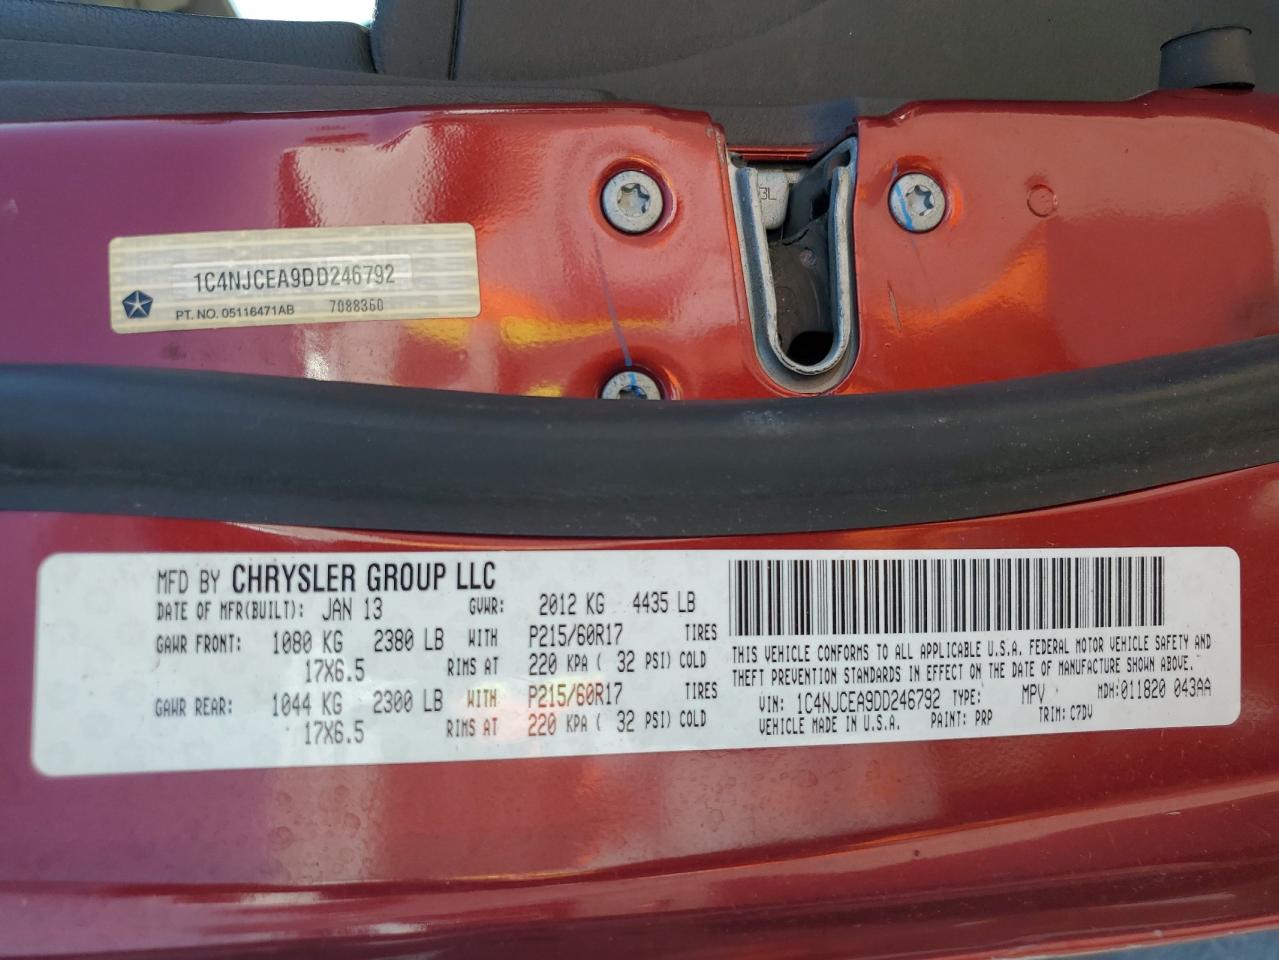 3L
1C4NJCEA9DD246792
PT. NO. 05116471AB 7088360
MFD BY CHRYSLER GROUP LLC
DATE OF MFR(BUILT): JAN 13 GVWR: 2012 KG 4435 LB
GAWR FRONT: 1080 KG 2380 LB WITH P215/60R17 TIRES
17X6.5 RIMS AT 220 KPA ( 32 PSI) COLD
GAWR REAR: 1044 KG 2300 LB WITH P215/60R17 TIRES
17X6.5 RIMS AT 220 KPA ( 32 PSI) COLD
THIS VEHICLE CONFORMS TO ALL APPLICABLE U.S.A. FEDERAL MOTOR VEHICLE SAFETY AND
THEFT PREVENTION STANDARDS IN EFFECT ON THE DATE OF MANUFACTURE SHOWN ABOVE.
VIN: 1C4NJCEA9DD246792 TYPE: MPV MDH: 011820 043AA
VEHICLE MADE IN U.S.A. PAINT: PRP TRIM: C7DV